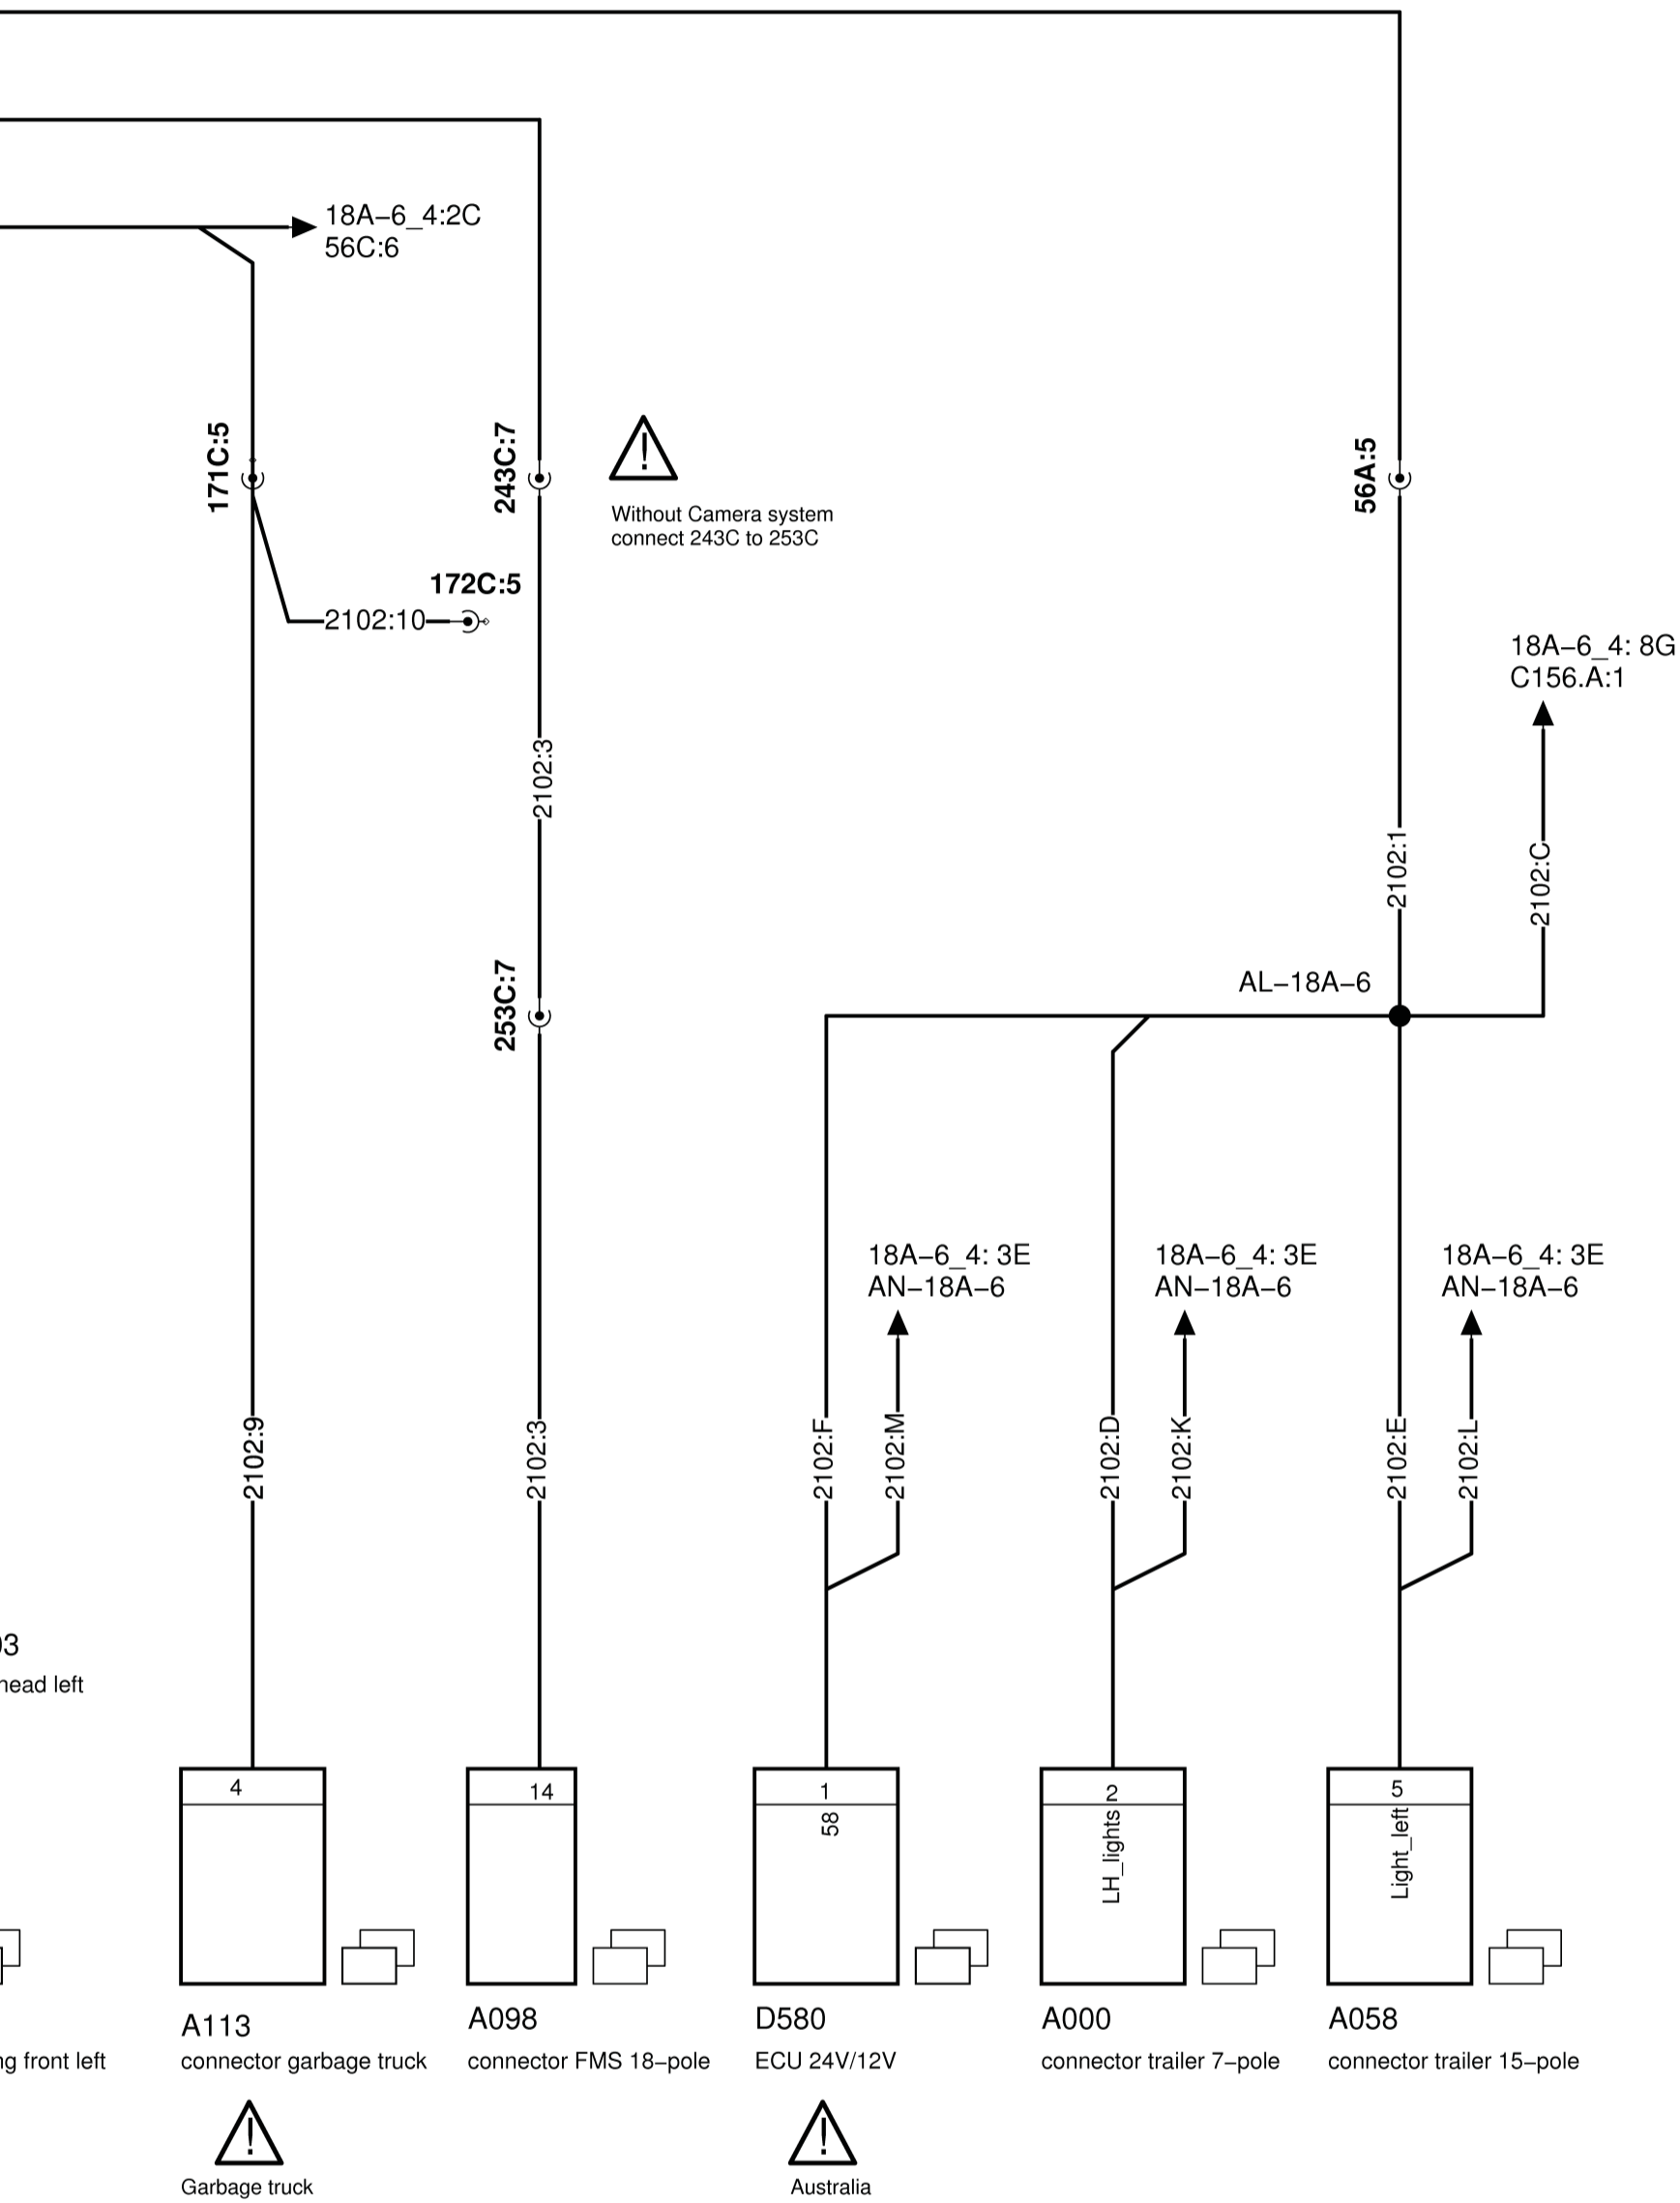 18A−6_4:2C
56C:6
171C:5
243C:7
56A:5
Without Camera system
connect 243C to 253C
172C:5
2102:10
18A−6_4: 8G
C156.A:1
2102:3
2102:1
2102:C
253C:7
AL−18A−6
18A−6_4: 3E
AN−18A−6
18A−6_4: 3E
AN−18A−6
18A−6_4: 3E
AN−18A−6
2102:9
2102:3
2102:F
2102:M
2102:D
2102:K
2102:E
2102:L
03
head left
4
14
1
2
5
58
LH_lights
Light_left
A113
A098
D580
A000
A058
ng front left
connector garbage truck
connector FMS 18−pole
ECU 24V/12V
connector trailer 7−pole
connector trailer 15−pole
Garbage truck
Australia